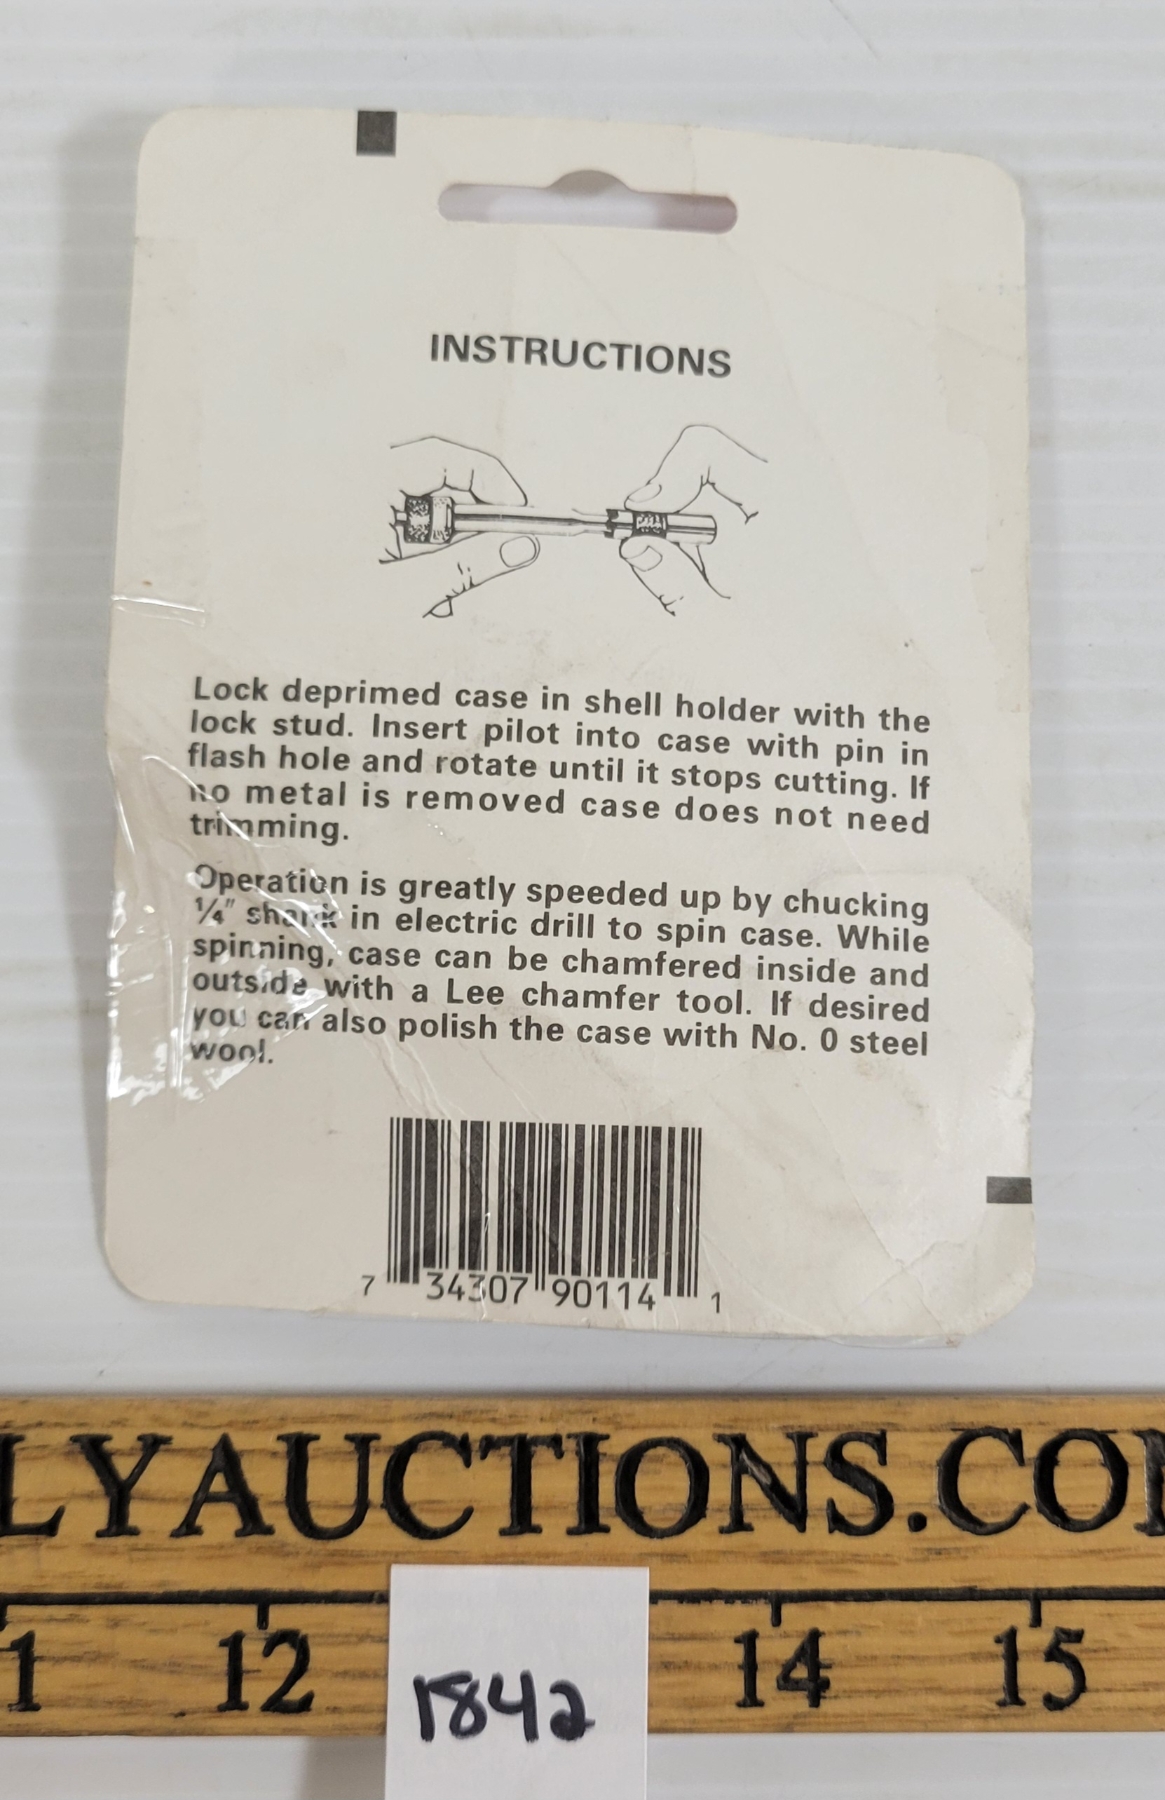 INSTRUCTIONS
Lock deprimed case in shell holder with the
lock stud. Insert pilot into case with pin in
flash hole and rotate until it stops cutting. If
no metal is removed case does not need
trimming.
Operation is greatly speeded up by chucking
1/4" shank in electric drill to spin case. While
spinning, case can be chamfered inside and
outside with a Lee chamfer tool. If desired
you can also polish the case with No. 0 steel
wool.
7 34307 90114 1
LYAUCTIONS.CO
1 12 14 15
1842